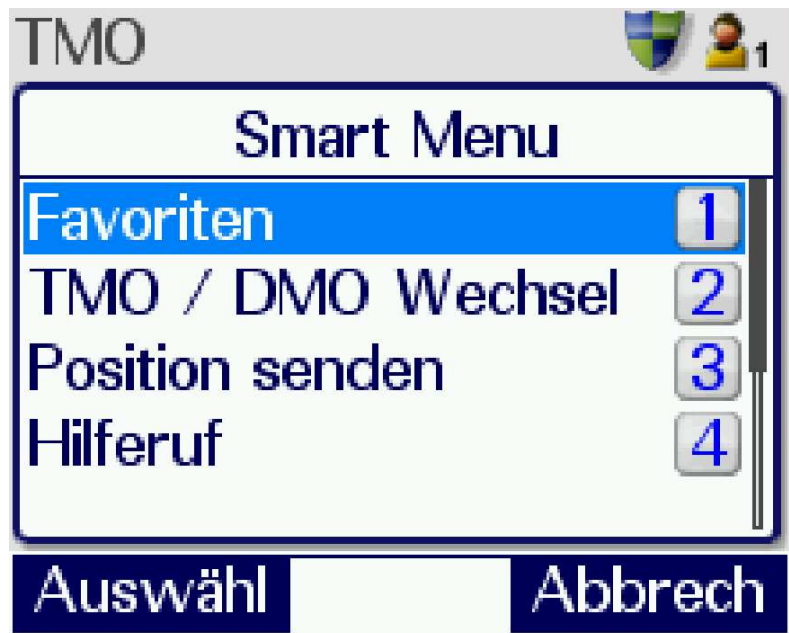 TMO
1
Smart Menu
Favoriten 1
TMO / DMO Wechsel 2
Position senden 3
Hilferuf 4
Auswähl Abbrech